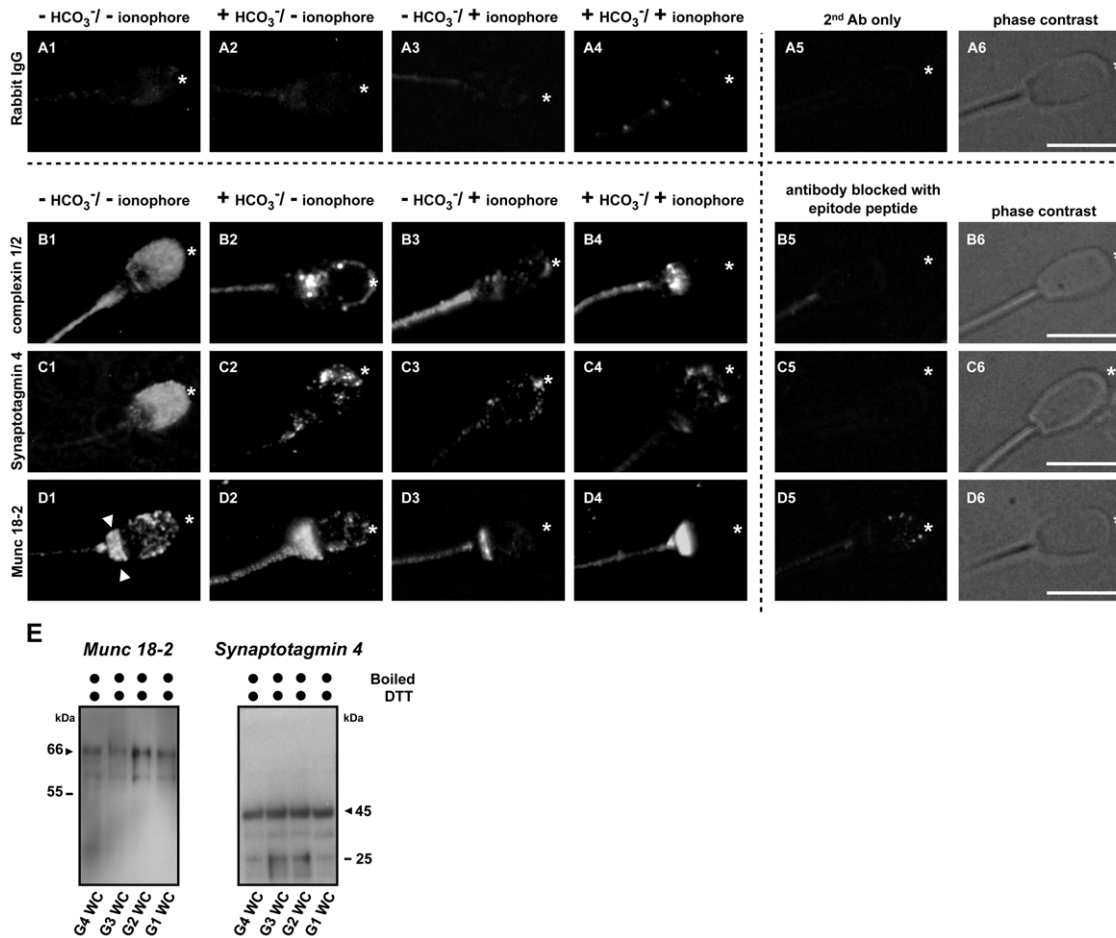 − HCO3−/ − ionophore + HCO3−/ − ionophore − HCO3−/ + ionophore + HCO3−/ + ionophore 2nd Ab only phase contrast
Rabbit IgG
A1 * A2 * A3 * A4 * A5 * A6 *
− HCO3−/ − ionophore + HCO3−/ − ionophore − HCO3−/ + ionophore + HCO3−/ + ionophore antibody blocked with
epitode peptide phase contrast
complexin 1/2
B1 * B2 * B3 * B4 * B5 * B6 *
Synaptotagmin 4
C1 * C2 * C3 * C4 * C5 * C6 *
Munc 18-2
D1 * D2 * D3 * D4 * D5 * D6 *
E
Munc 18-2 Synaptotagmin 4
Boiled
DTT
kDa kDa
66
55
45
25
G4 WC G3 WC G2 WC G1 WC G4 WC G3 WC G2 WC G1 WC